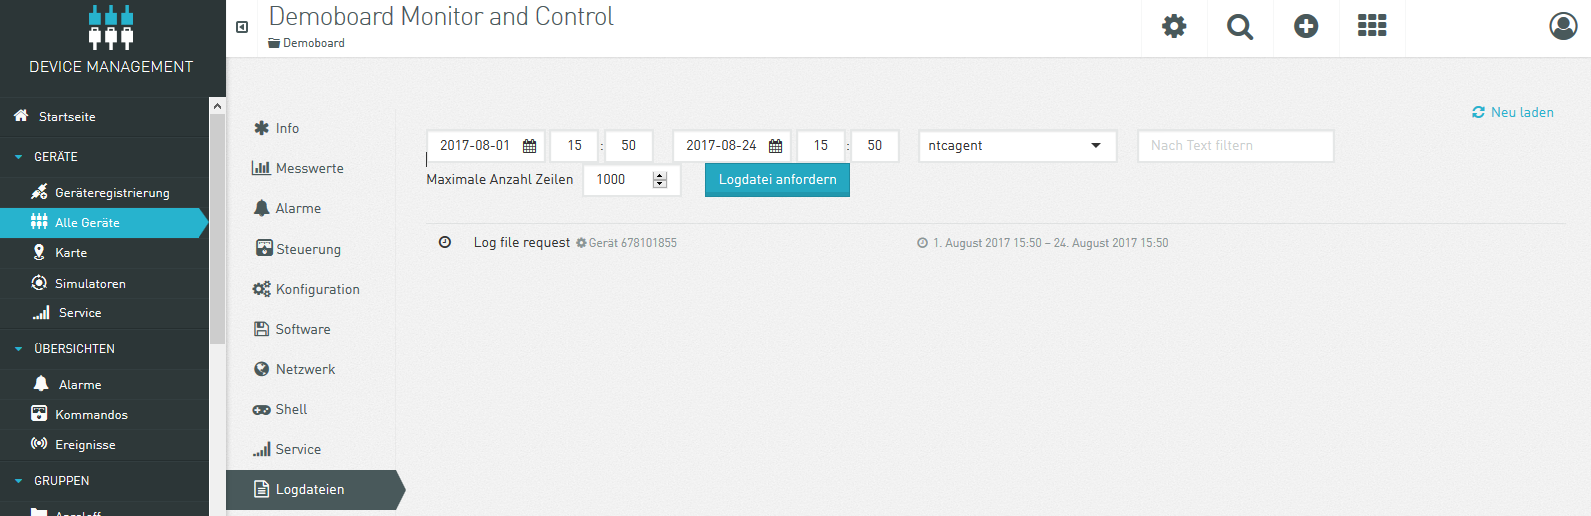 DEVICE MANAGEMENT
Startseite
GERÄTE
Geräteregistrierung
Alle Geräte
Karte
Simulatoren
Service
ÜBERSICHTEN
Alarme
Kommandos
Ereignisse
GRUPPEN
Demoboard Monitor and Control
Demoboard
Info
Messwerte
Alarme
Steuerung
Konfiguration
Software
Netzwerk
Shell
Service
Logdateien
Neu laden
2017-08-01 15 : 50 2017-08-24 15 : 50 ntcagent Nach Text filtern
Maximale Anzahl Zeilen 1000 Logdatei anfordern
Log file request Gerät 678101855 1. August 2017 15:50 – 24. August 2017 15:50